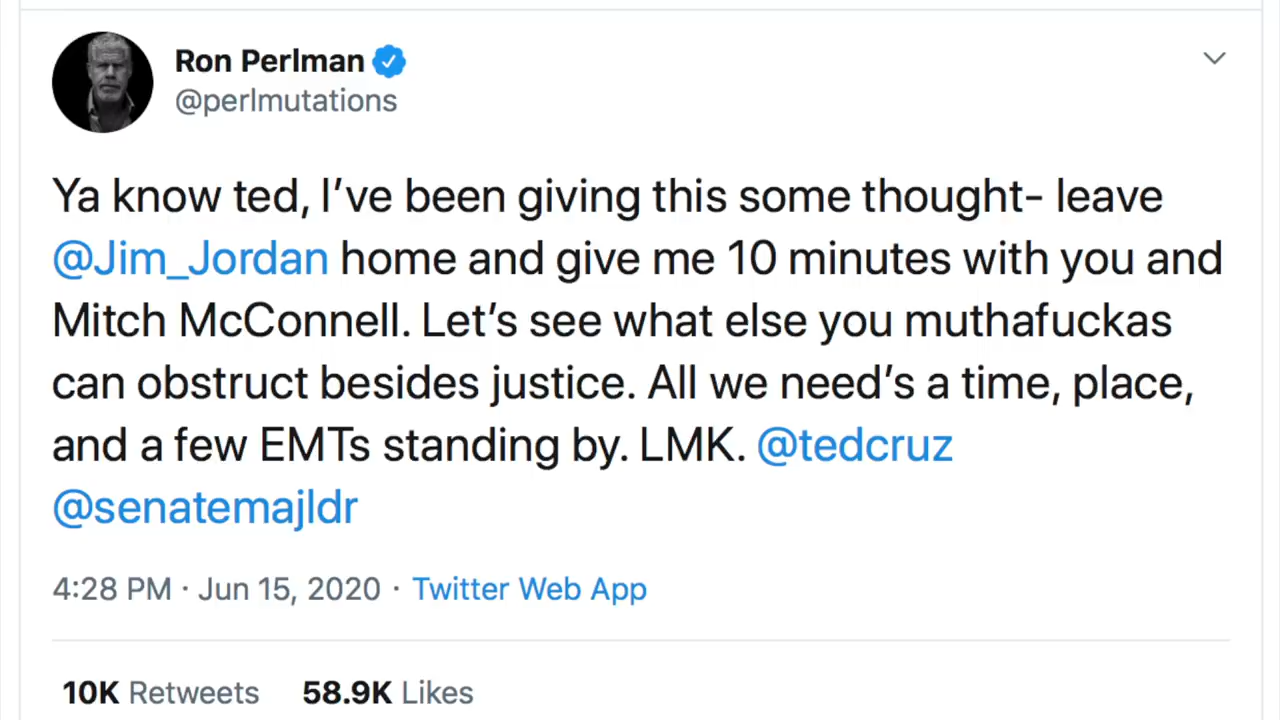 Ron Perlman
@perlmutations
Ya know ted, I’ve been giving this some thought- leave
@Jim_Jordan home and give me 10 minutes with you and
Mitch McConnell. Let’s see what else you muthafuckas
can obstruct besides justice. All we need’s a time, place,
and a few EMTs standing by. LMK. @tedcruz
@senatemajldr
4:28 PM · Jun 15, 2020 · Twitter Web App
10K Retweets 58.9K Likes